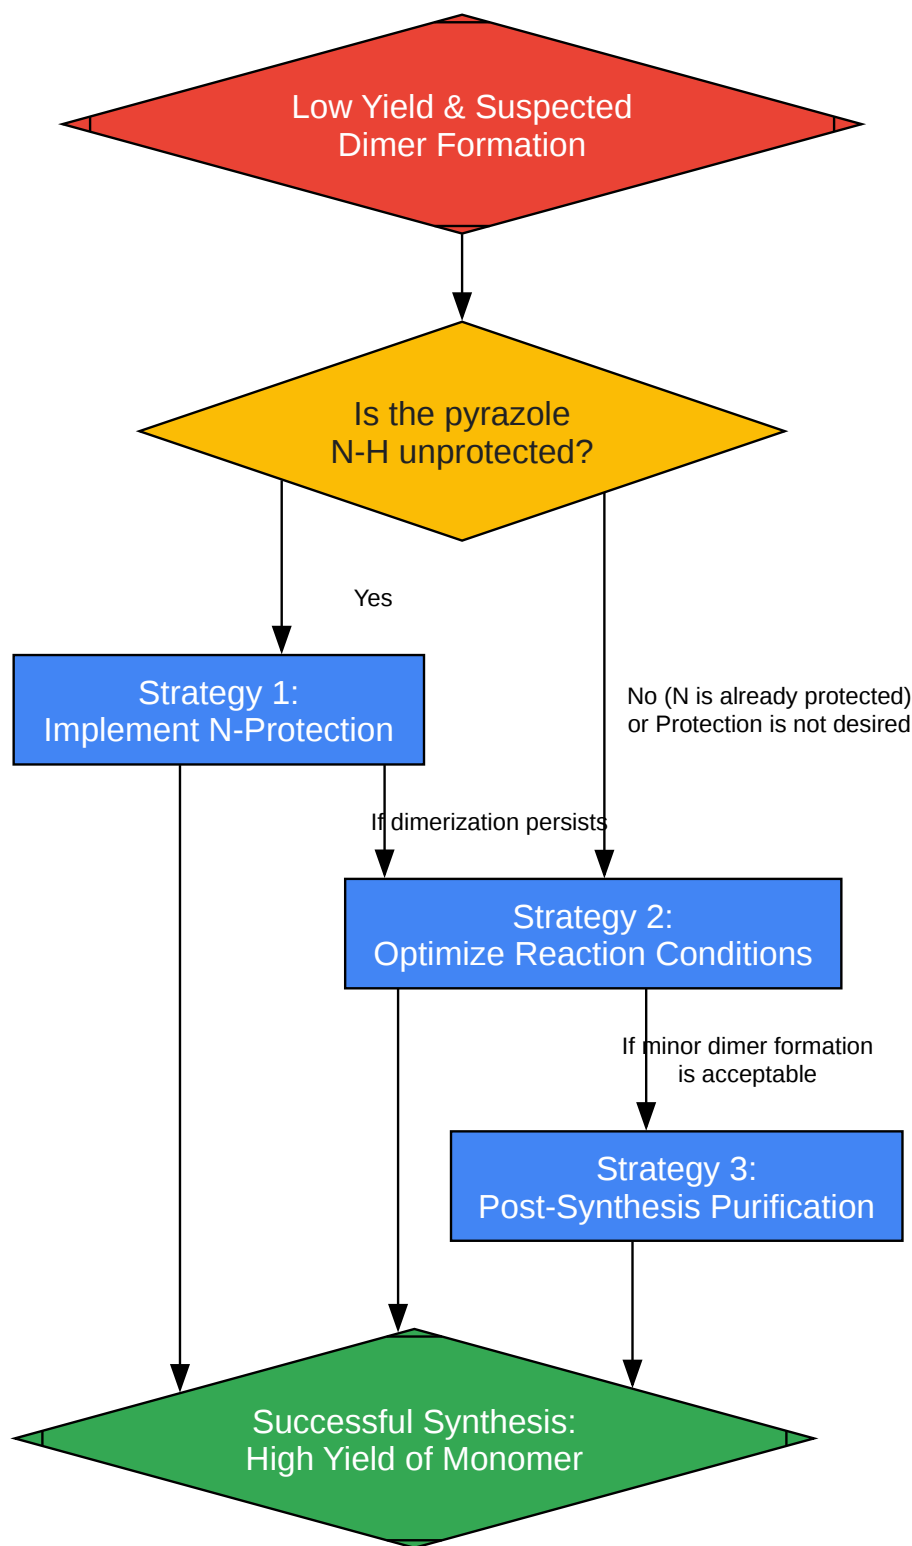 Low Yield & Suspected
Dimer Formation
Is the pyrazole
N-H unprotected?
Yes
Strategy 1:
Implement N-Protection
No (N is already protected)
or Protection is not desired
If dimerization persists
Strategy 2:
Optimize Reaction Conditions
If minor dimer formation
is acceptable
Strategy 3:
Post-Synthesis Purification
Successful Synthesis:
High Yield of Monomer